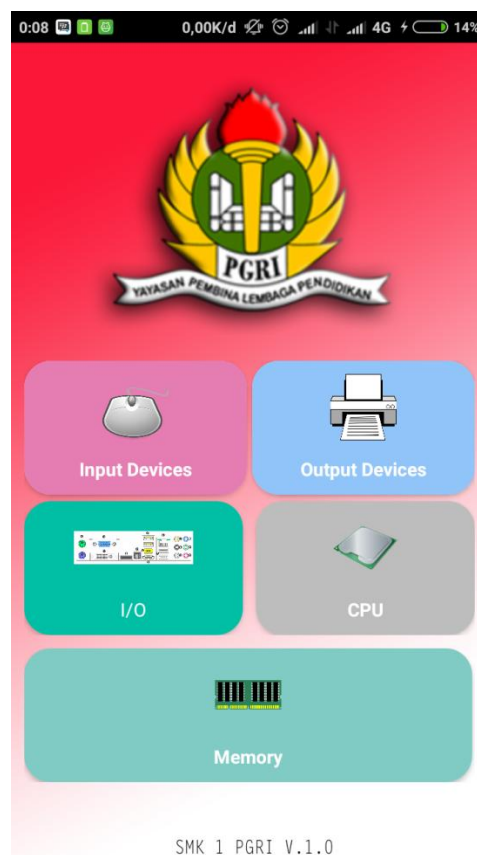 0:08 0,00K/d 4G 14%
PGRI
YAYASAN PEMBINA LEMBAGA PENDIDIKAN
Input Devices
Output Devices
I/O
CPU
Memory
SMK 1 PGRI V.1.0